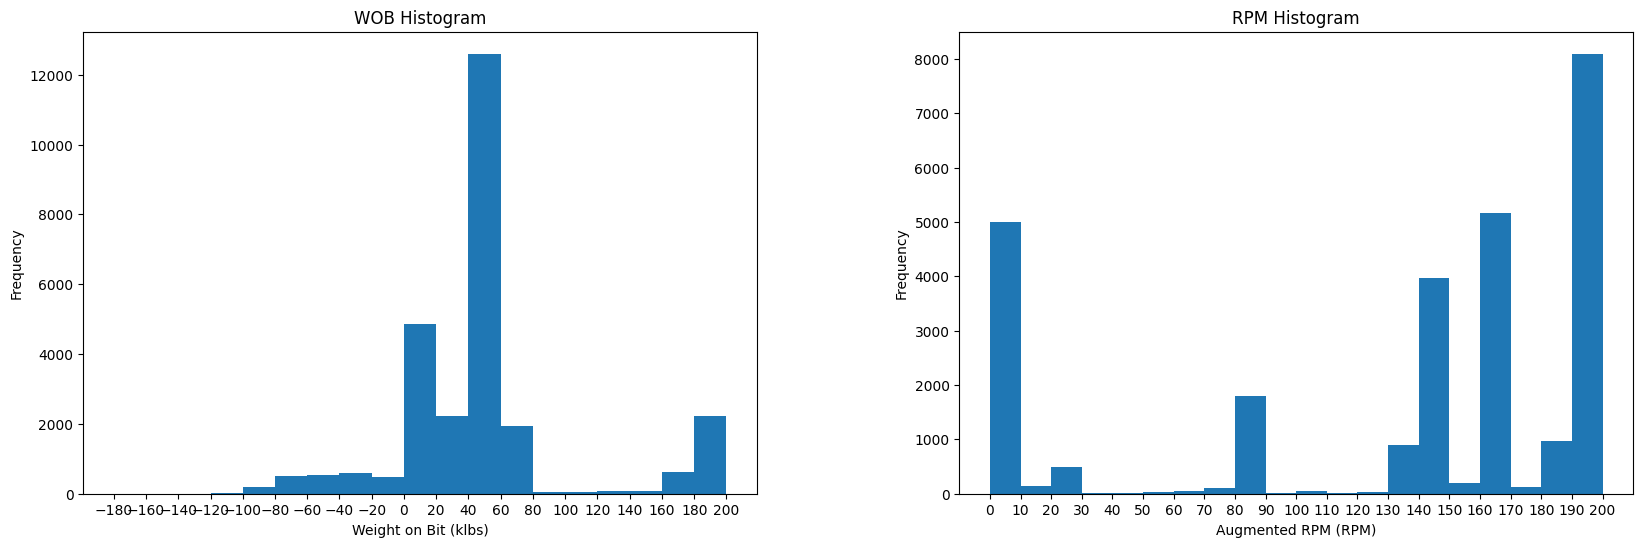 WOB Histogram
12000
10000
8000
6000
4000
2000
0
Frequency
−180 −160 −140 −120 −100 −80 −60 −40 −20 0 20 40 60 80 100 120 140 160 180 200
Weight on Bit (klbs)
RPM Histogram
8000
7000
6000
5000
4000
3000
2000
1000
0
Frequency
0 10 20 30 40 50 60 70 80 90 100 110 120 130 140 150 160 170 180 190 200
Augmented RPM (RPM)